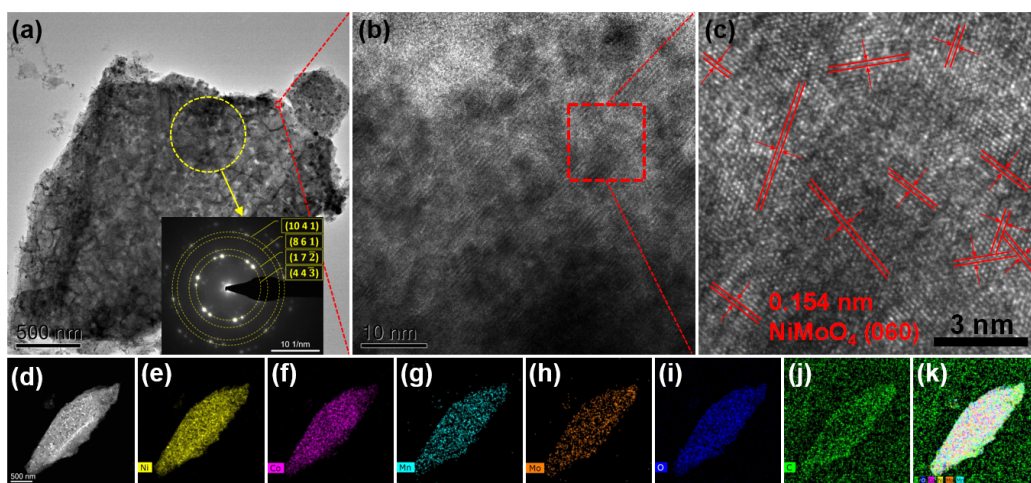 (a)
(10 4 1)
(8 6 1)
(1 7 2̄)
(4 4 3̄)
500 nm
10 1/nm
(b)
10 nm
(c)
0.154 nm
NiMoO₄ (060)
3 nm
(d)
500 nm
(e)
Ni
(f)
Co
(g)
Mn
(h)
Mo
(i)
O
(j)
C
(k)